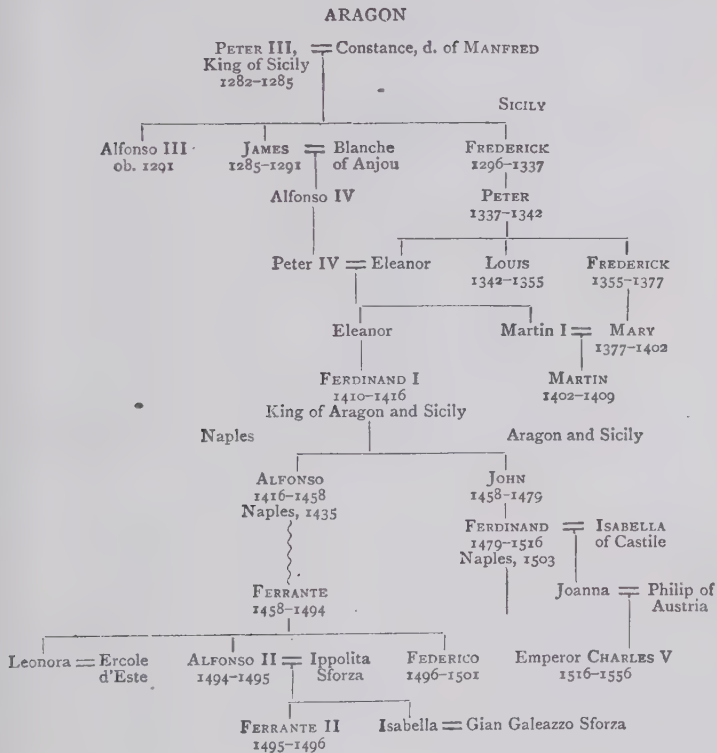 ARAGON
PETER III, = Constance, d. of MANFRED
King of Sicily
1282–1285
SICILY
Alfonso III JAMES = Blanche FREDERICK
ob. 1291 1285–1291 of Anjou 1296–1337
Alfonso IV PETER
1337–1342
Peter IV = Eleanor LOUIS FREDERICK
1342–1355 1355–1377
Eleanor Martin I = MARY
1377–1402
FERDINAND I MARTIN
1410–1416 1402–1409
King of Aragon and Sicily
Naples Aragon and Sicily
ALFONSO JOHN
1416–1458 1458–1479
Naples, 1435
FERDINAND = ISABELLA
1479–1516 of Castile
Naples, 1503
FERRANTE Joanna = Philip of
1458–1494 Austria
Leonora = Ercole ALFONSO II = Ippolita FEDERICO Emperor CHARLES V
d'Este 1494–1495 Sforza 1496–1501 1516–1556
FERRANTE II Isabella = Gian Galeazzo Sforza
1495–1496